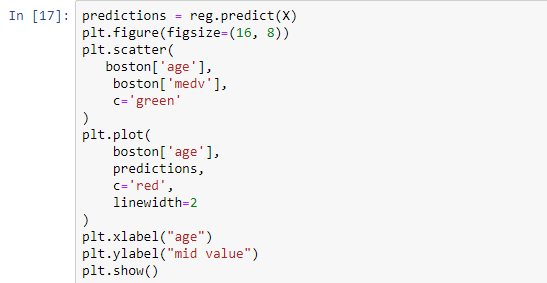 In [17]: predictions = reg.predict(X)
plt.figure(figsize=(16, 8))
plt.scatter(
   boston['age'],
    boston['medv'],
    c='green'
)
plt.plot(
    boston['age'],
    predictions,
    c='red',
    linewidth=2
)
plt.xlabel("age")
plt.ylabel("mid value")
plt.show()